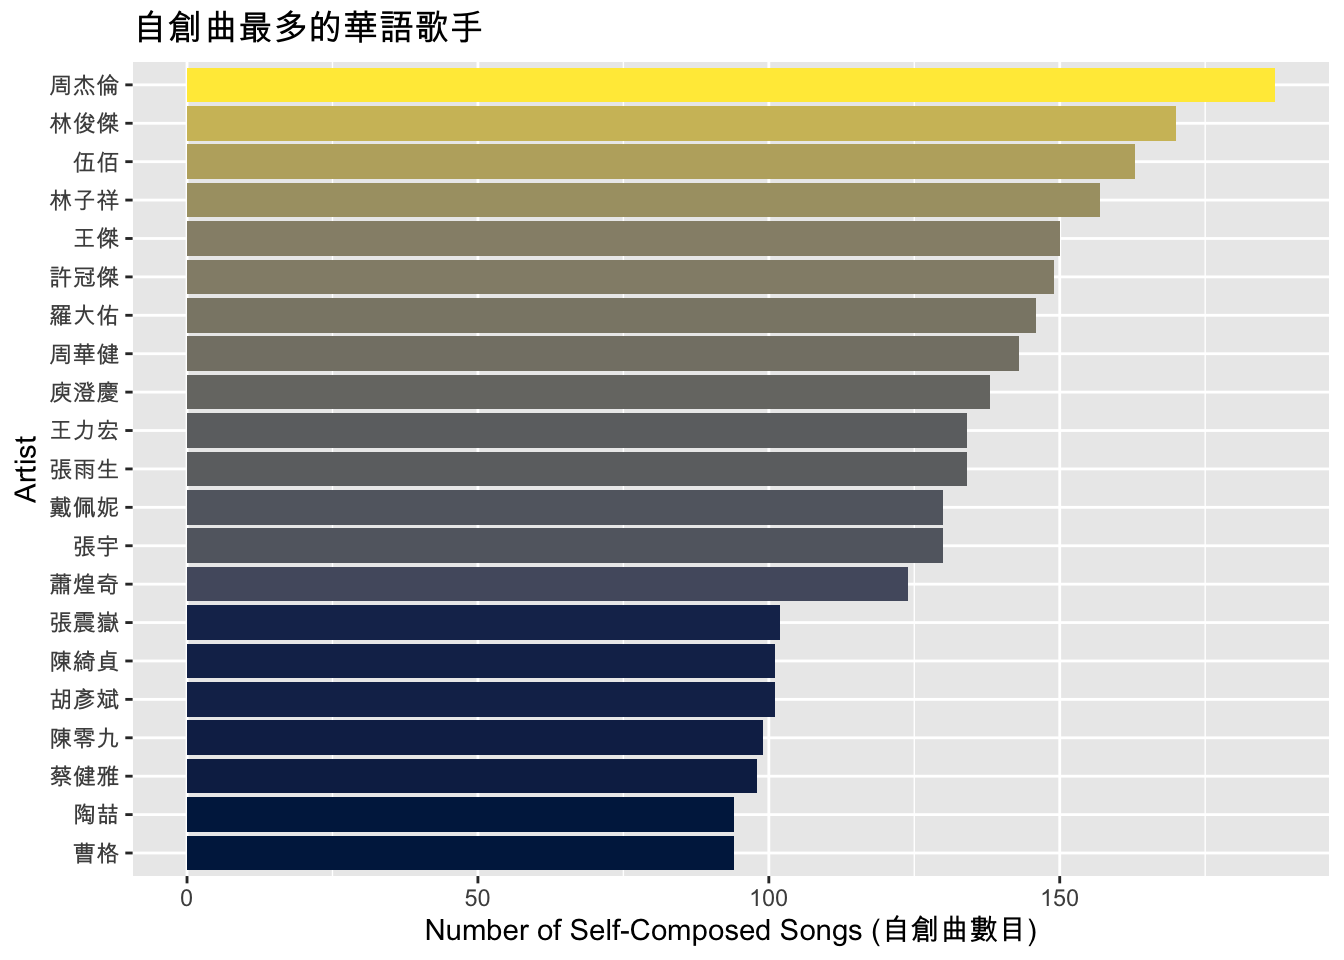 自創曲最多的華語歌手
周杰倫
林俊傑
伍佰
林子祥
王傑
許冠傑
羅大佑
周華健
庾澄慶
王力宏
張雨生
戴佩妮
張宇
蕭煌奇
張震嶽
陳綺貞
胡彥斌
陳零九
蔡健雅
陶喆
曹格
Artist
0 50 100 150
Number of Self-Composed Songs (自創曲數目)